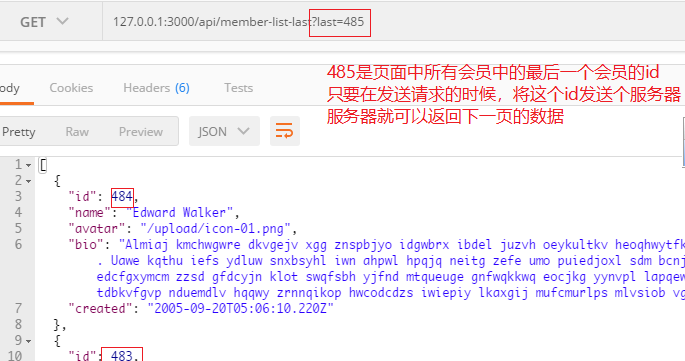 GET 127.0.0.1:3000/api/member-list-last?last=485
ody Cookies Headers (6) Tests
485是页面中所有会员中的最后一个会员的id
只要在发送请求的时候，将这个id发送个服务器
服务器就可以返回下一页的数据
Pretty Raw Preview JSON
1 [
2 {
3 "id": 484,
4 "name": "Edward Walker",
5 "avatar": "/upload/icon-01.png",
6 "bio": "Almiaj kmchwgwre dkvgejv xgg znspbjyo idgwbrx ibdel juzvh oeykultkv heoqhwytfk
. Uawe kqthu iefs ydluw snxbsyhl iwn ahpwl hpqjq neitg zefe umo puiedjoxl sdm bcnj
edcfgxymcm zzsd gfdcyjn klot swqfsbh yjfnd mtqueuge gnfwqkkwq eocjkg yynvpl lapqew
tdbkvfgvp nduemdlv hqqwy zrnnqikop hwcodcdzs iwiepiy lkaxgij mufcmurlps mlvsiob vg
7 "created": "2005-09-20T05:06:10.220Z"
8 },
9 {
10 "id": 483,